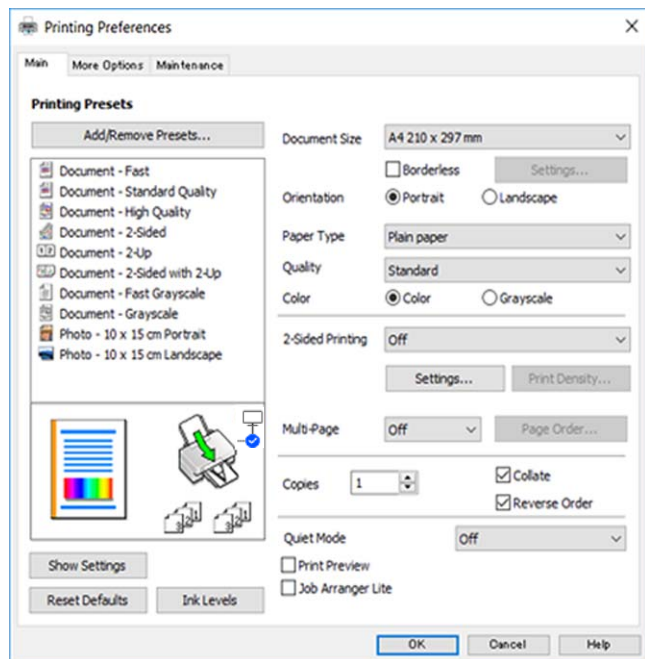 Printing Preferences
Main
More Options
Maintenance
Printing Presets
Add/Remove Presets...
Document - Fast
Document - Standard Quality
Document - High Quality
Document - 2-Sided
Document - 2-Up
Document - 2-Sided with 2-Up
Document - Fast Grayscale
Document - Grayscale
Photo - 10 x 15 cm Portrait
Photo - 10 x 15 cm Landscape
Show Settings
Reset Defaults
Ink Levels
Document Size
A4 210 x 297 mm
Borderless
Settings...
Orientation
Portrait
Landscape
Paper Type
Plain paper
Quality
Standard
Color
Color
Grayscale
2-Sided Printing
Off
Settings...
Print Density...
Multi-Page
Off
Page Order...
Copies
1
Collate
Reverse Order
Quiet Mode
Off
Print Preview
Job Arranger Lite
OK
Cancel
Help